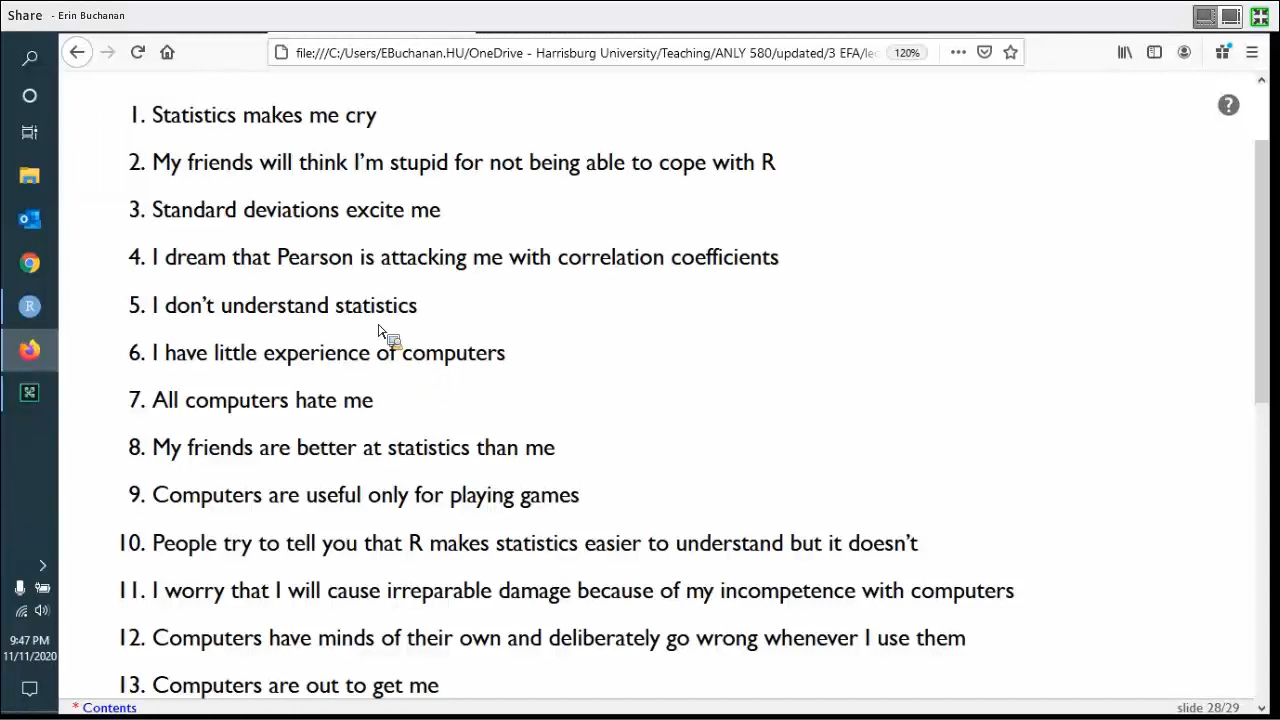 Share - Erin Buchanan
file:///C:/Users/EBuchanan.HU/OneDrive - Harrisburg University/Teaching/ANLY 580/updated/3 EFA/le
120%
1. Statistics makes me cry
2. My friends will think I'm stupid for not being able to cope with R
3. Standard deviations excite me
4. I dream that Pearson is attacking me with correlation coefficients
5. I don't understand statistics
6. I have little experience of computers
7. All computers hate me
8. My friends are better at statistics than me
9. Computers are useful only for playing games
10. People try to tell you that R makes statistics easier to understand but it doesn't
11. I worry that I will cause irreparable damage because of my incompetence with computers
12. Computers have minds of their own and deliberately go wrong whenever I use them
13. Computers are out to get me
9:47 PM
11/11/2020
* Contents
slide 28/29